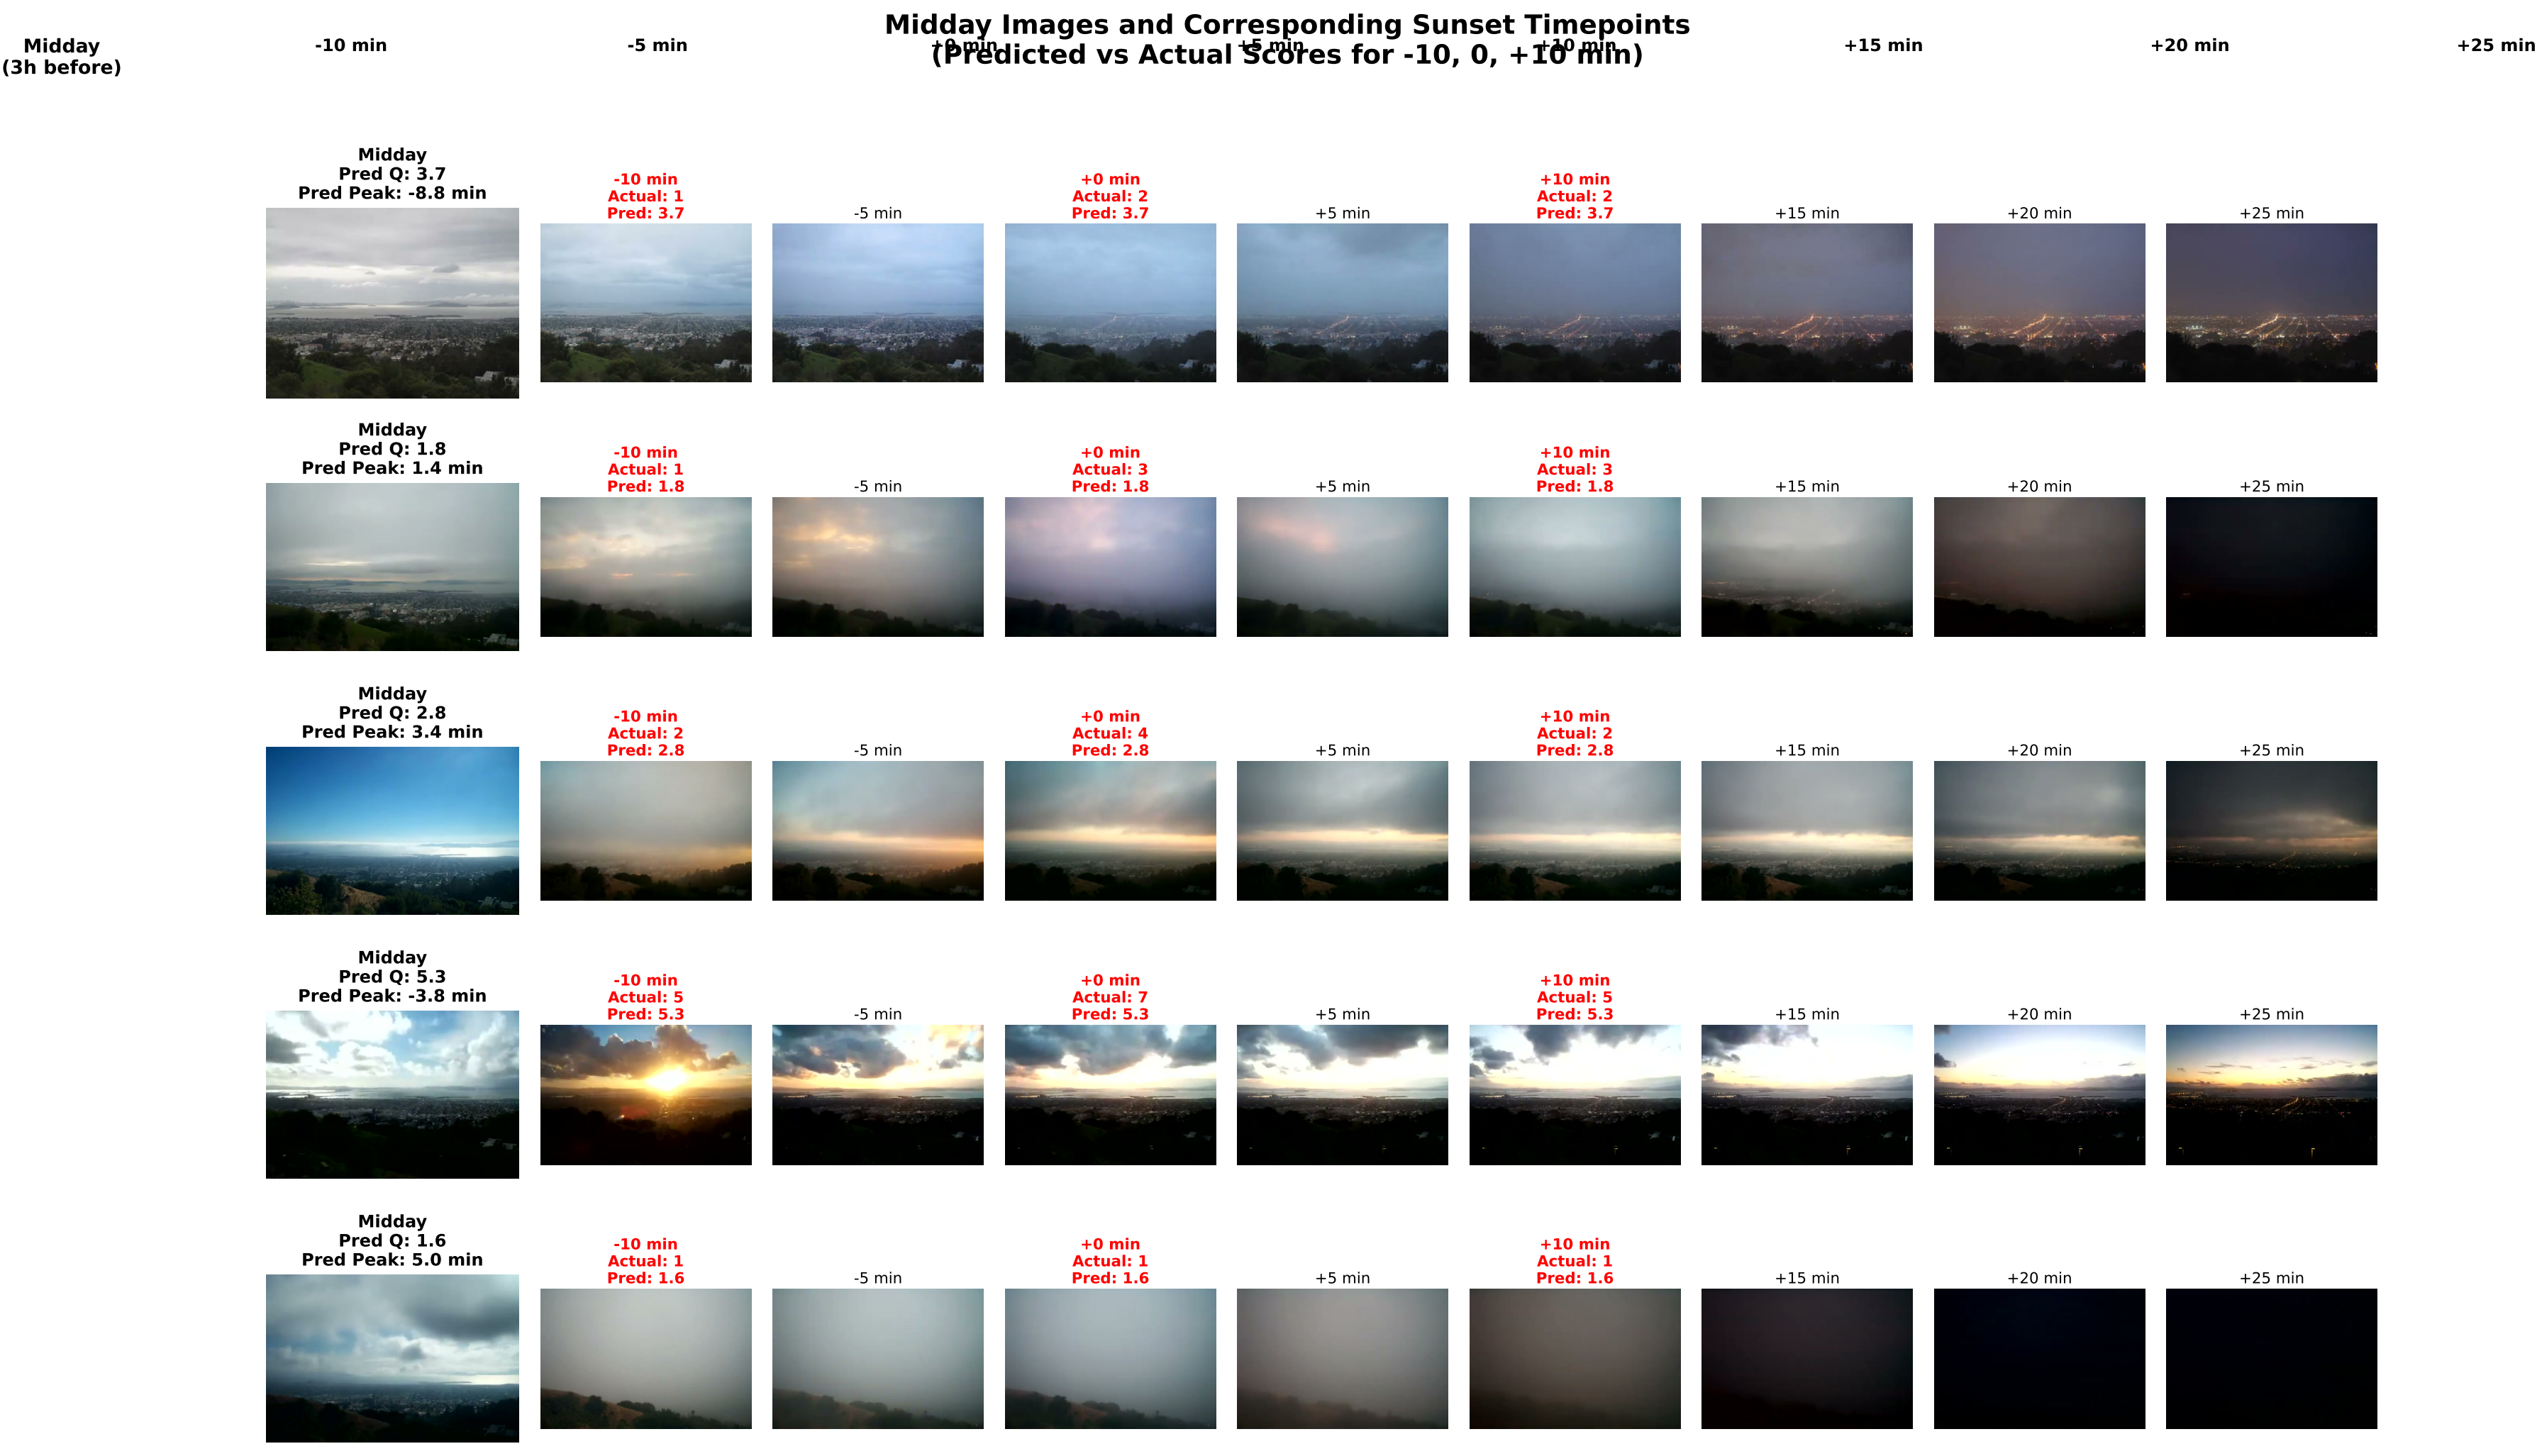 Midday Images and Corresponding Sunset Timepoints
(Predicted vs Actual Scores for -10, 0, +10 min)
Midday
(3h before)
-10 min
-5 min
+0 min
+5 min
+10 min
+15 min
+20 min
+25 min
Midday
Pred Q: 3.7
Pred Peak: -8.8 min
-10 min
Actual: 1
Pred: 3.7
-5 min
+0 min
Actual: 2
Pred: 3.7
+5 min
+10 min
Actual: 2
Pred: 3.7
+15 min
+20 min
+25 min
Midday
Pred Q: 1.8
Pred Peak: 1.4 min
-10 min
Actual: 1
Pred: 1.8
-5 min
+0 min
Actual: 3
Pred: 1.8
+5 min
+10 min
Actual: 3
Pred: 1.8
+15 min
+20 min
+25 min
Midday
Pred Q: 2.8
Pred Peak: 3.4 min
-10 min
Actual: 2
Pred: 2.8
-5 min
+0 min
Actual: 4
Pred: 2.8
+5 min
+10 min
Actual: 2
Pred: 2.8
+15 min
+20 min
+25 min
Midday
Pred Q: 5.3
Pred Peak: -3.8 min
-10 min
Actual: 5
Pred: 5.3
-5 min
+0 min
Actual: 7
Pred: 5.3
+5 min
+10 min
Actual: 5
Pred: 5.3
+15 min
+20 min
+25 min
Midday
Pred Q: 1.6
Pred Peak: 5.0 min
-10 min
Actual: 1
Pred: 1.6
-5 min
+0 min
Actual: 1
Pred: 1.6
+5 min
+10 min
Actual: 1
Pred: 1.6
+15 min
+20 min
+25 min